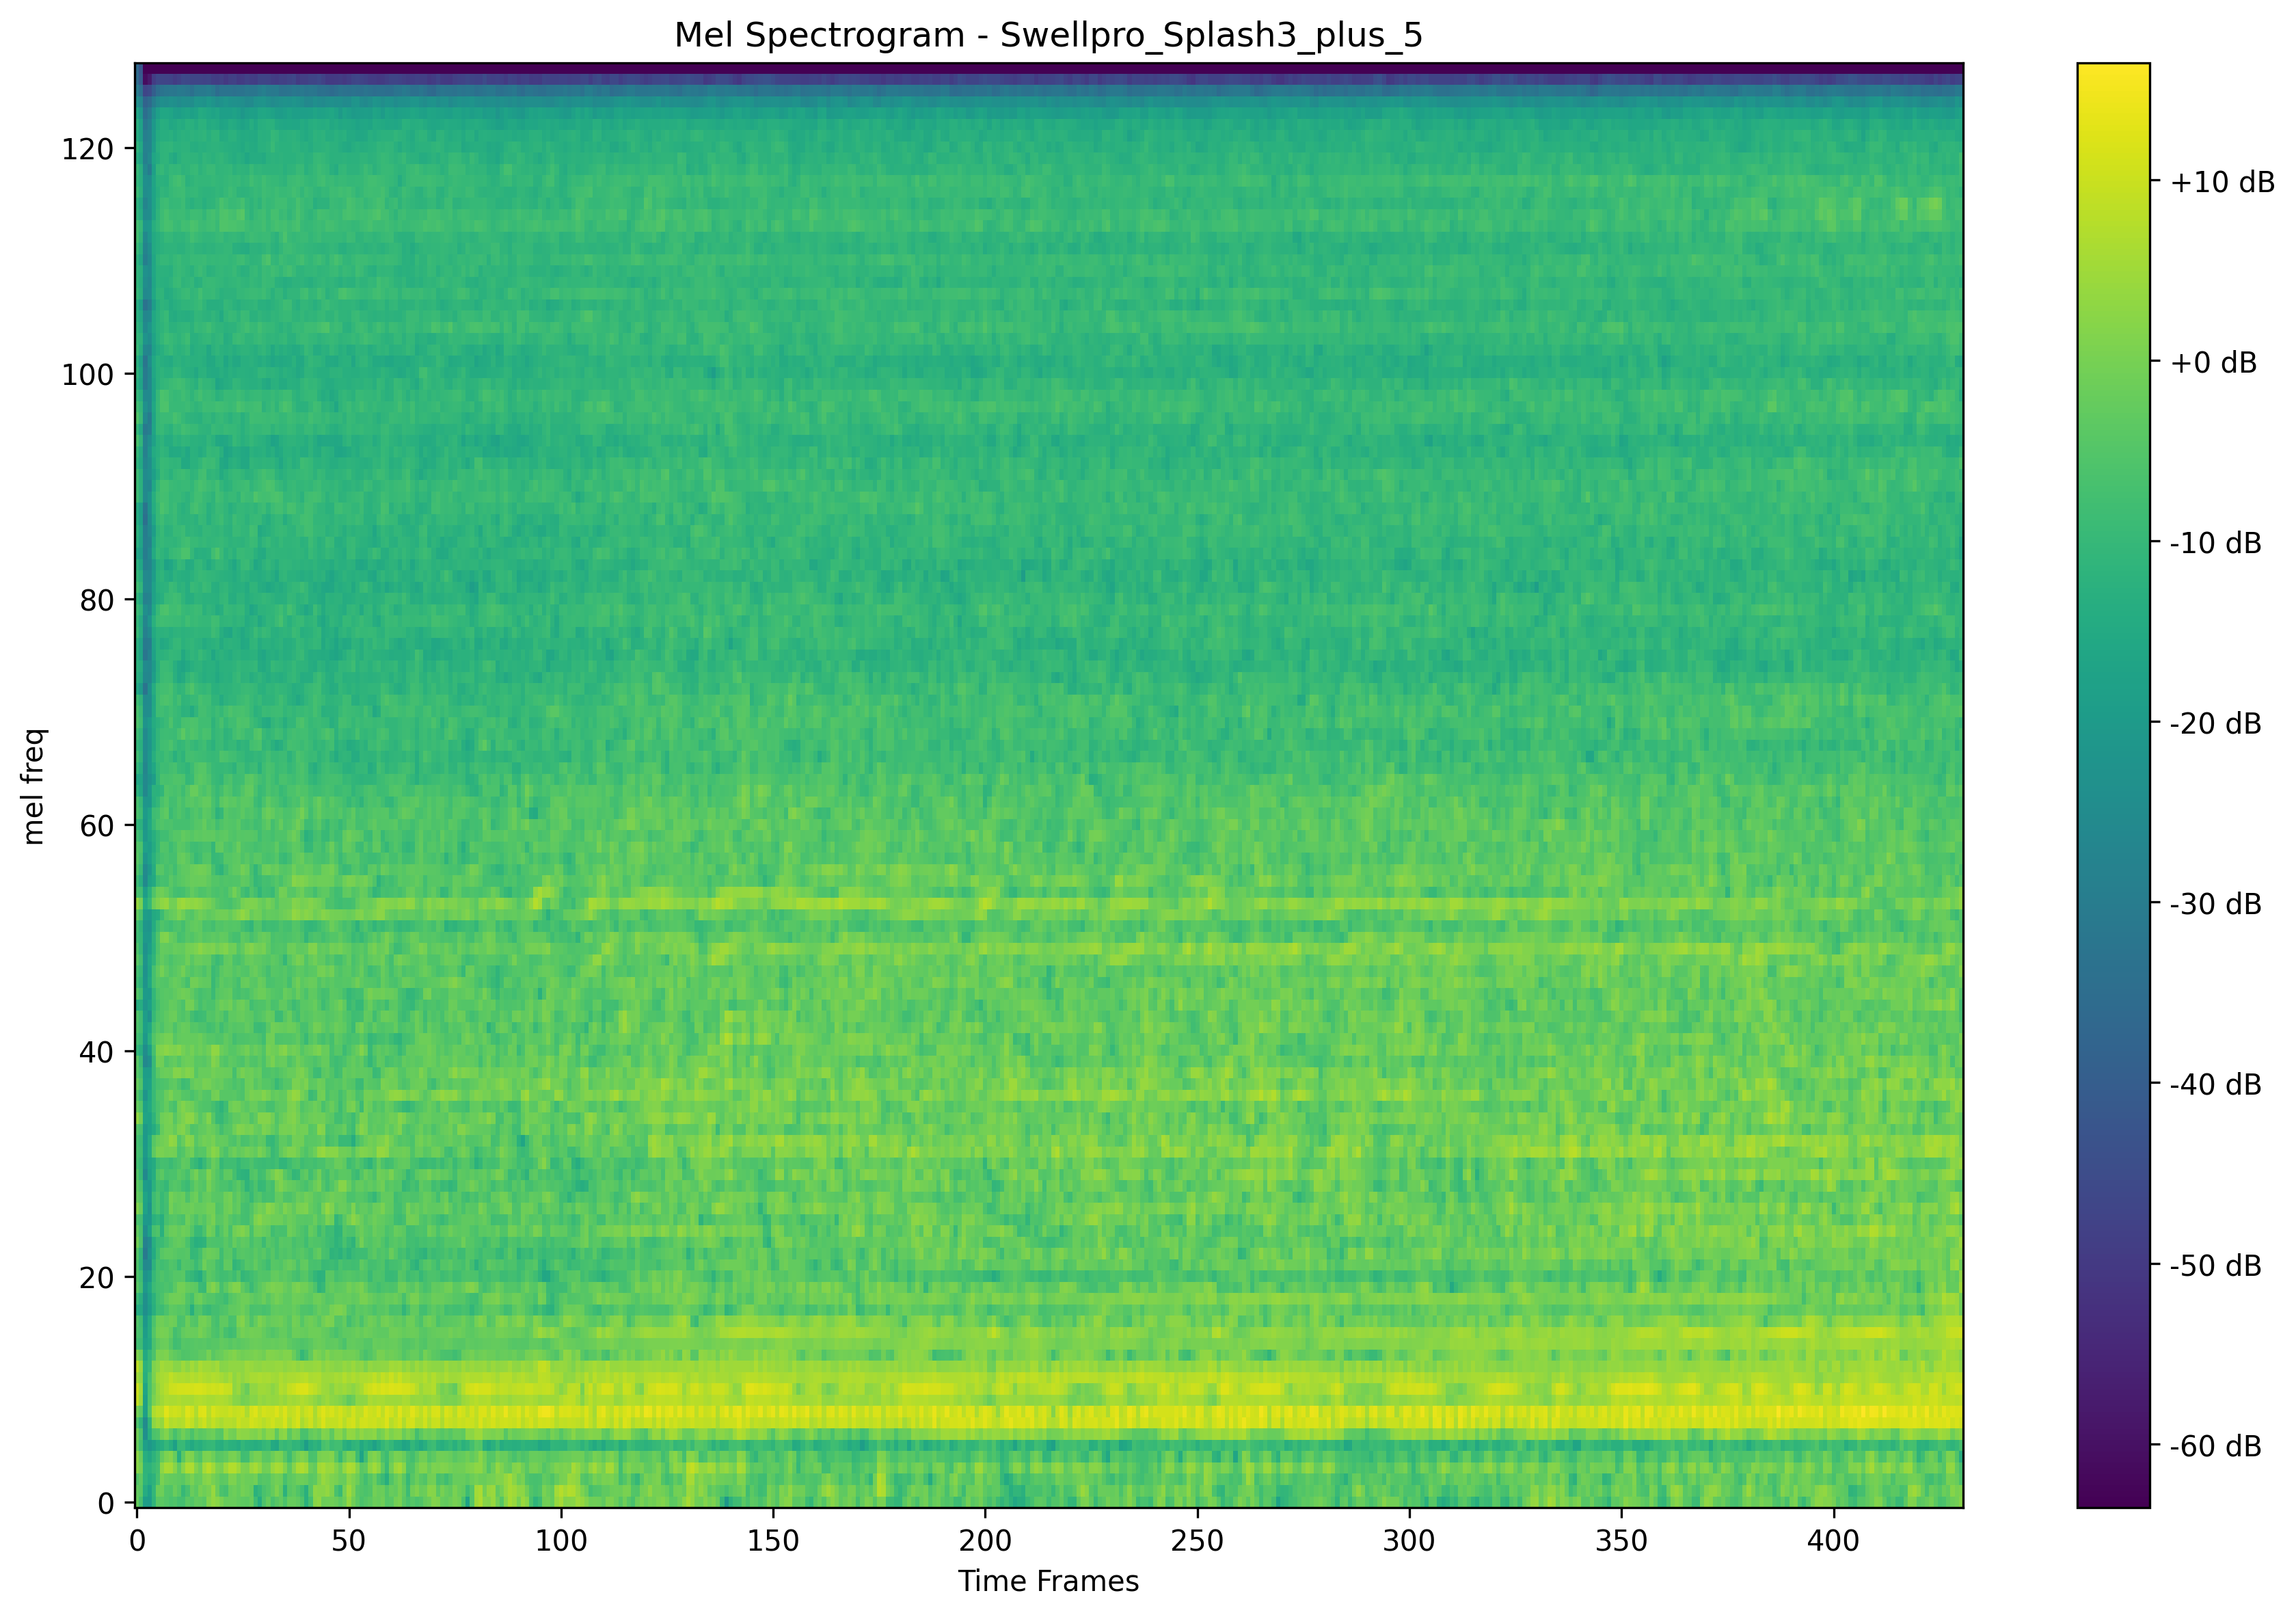 Mel Spectrogram - Swellpro_Splash3_plus_5
mel freq
120
100
80
60
40
20
0
0 50 100 150 200 250 300 350 400
Time Frames
+10 dB
+0 dB
-10 dB
-20 dB
-30 dB
-40 dB
-50 dB
-60 dB